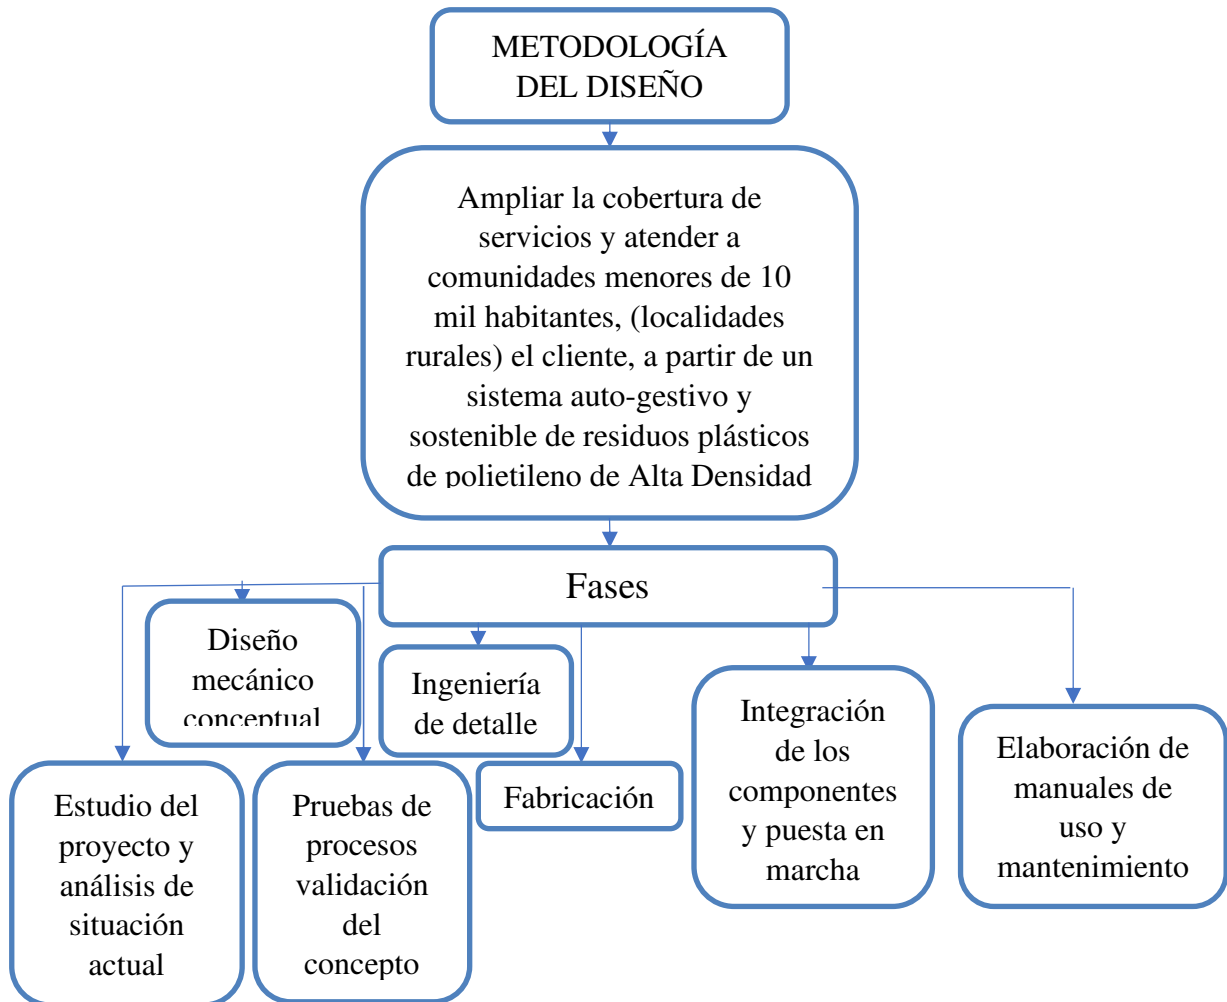 METODOLOGÍA
DEL DISEÑO
Ampliar la cobertura de
servicios y atender a
comunidades menores de 10
mil habitantes, (localidades
rurales) el cliente, a partir de un
sistema auto-gestivo y
sostenible de residuos plásticos
de polietileno de Alta Densidad
Fases
Diseño
mecánico
conceptual
Ingeniería
de detalle
Integración
de los
componentes
y puesta en
marcha
Elaboración de
manuales de
uso y
mantenimiento
Estudio del
proyecto y
análisis de
situación
actual
Pruebas de
procesos
validación
del
concepto
Fabricación